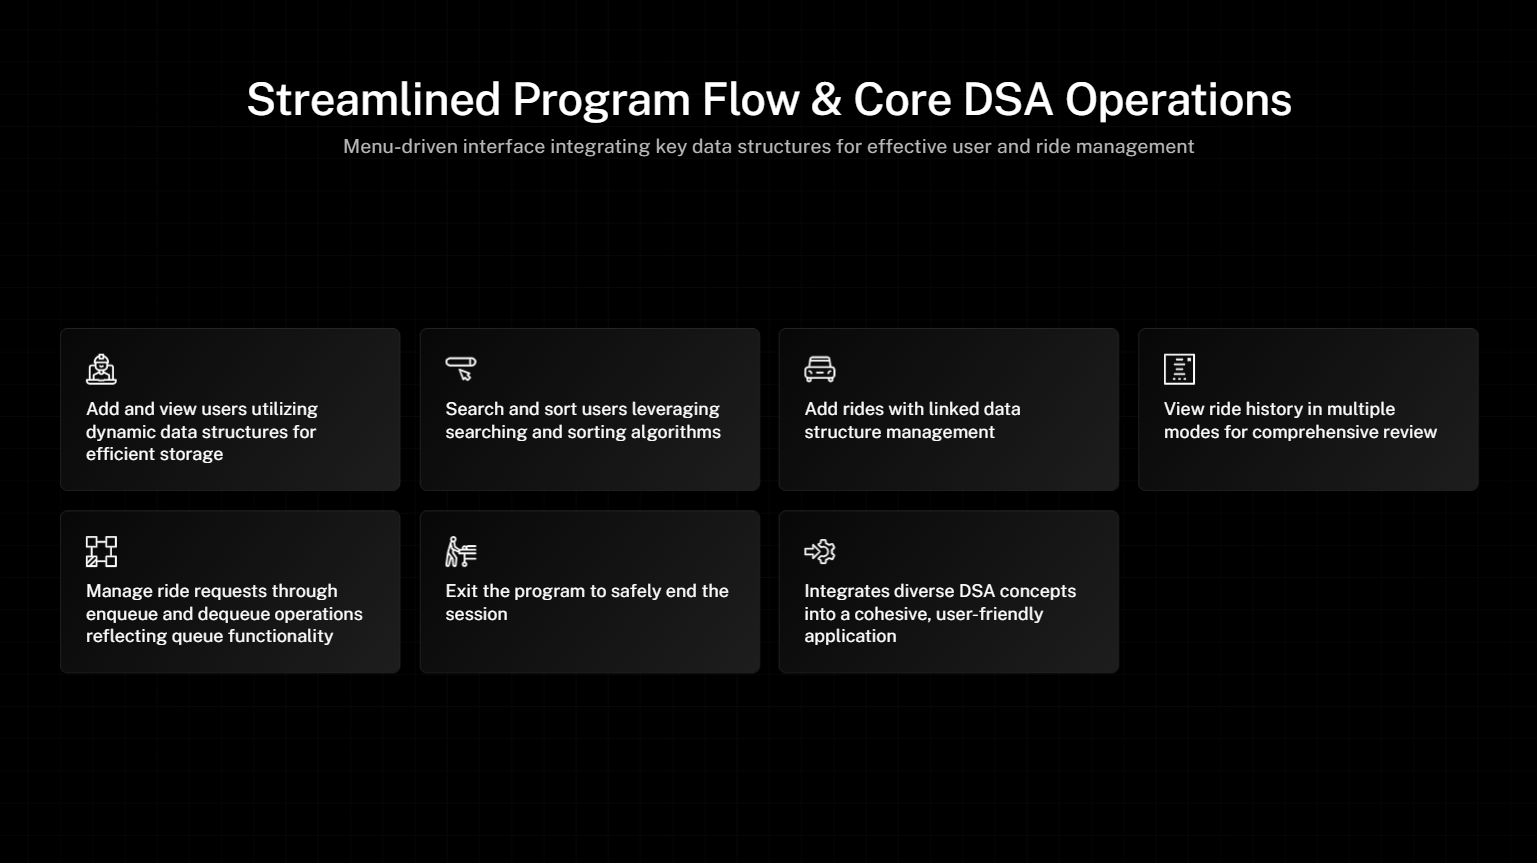 Streamlined Program Flow & Core DSA Operations
Menu-driven interface integrating key data structures for effective user and ride management
Add and view users utilizing
dynamic data structures for
efficient storage
Search and sort users leveraging
searching and sorting algorithms
Add rides with linked data
structure management
View ride history in multiple
modes for comprehensive review
Manage ride requests through
enqueue and dequeue operations
reflecting queue functionality
Exit the program to safely end the
session
Integrates diverse DSA concepts
into a cohesive, user-friendly
application